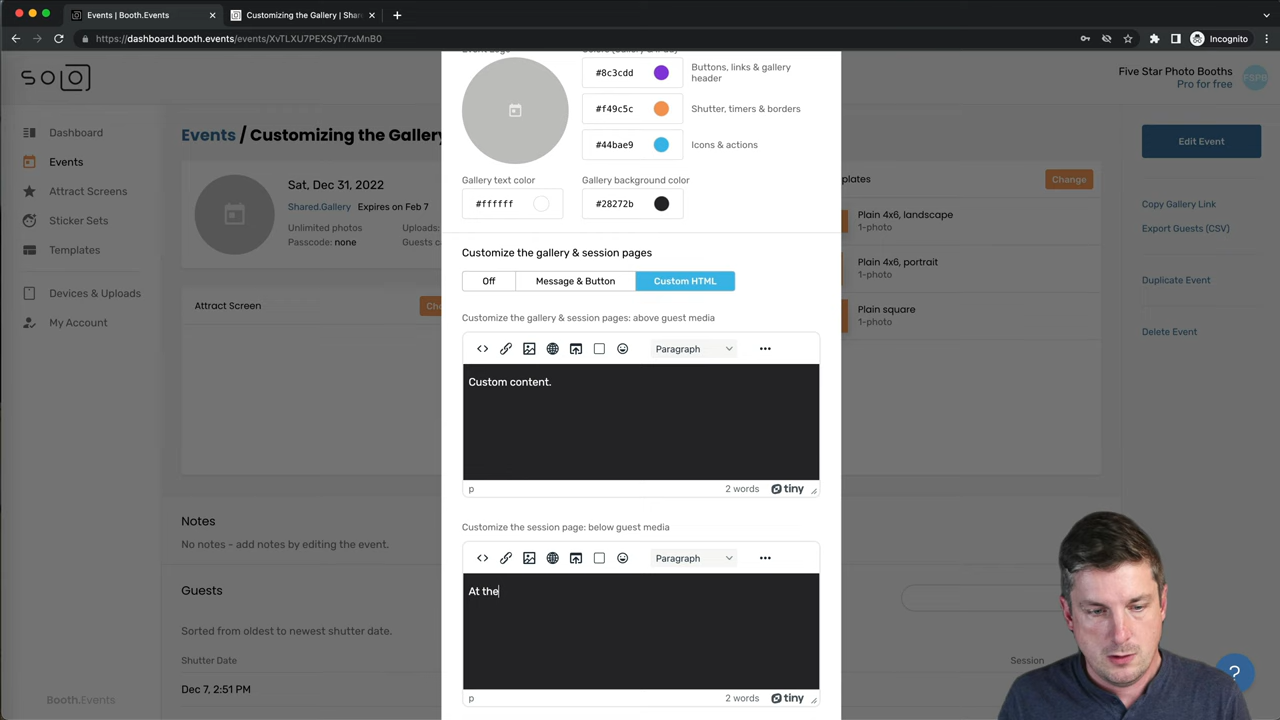 Events | Booth.Events
Customizing the Gallery | Shar
Incognito
https://dashboard.booth.events/events/XvTLXU7PEXSyT7rxMnB0
SOLO
Five Star Photo Booths
Pro for free
FSPB
Dashboard
Events
Attract Screens
Sticker Sets
Templates
Devices & Uploads
My Account
Booth.Events
Events / Customizing the Gallery
Sat, Dec 31, 2022
Shared.Gallery Expires on Feb 7
Unlimited photos
Uploads:
Passcode: none
Guests c
Attract Screen
Notes
No notes - add notes by editing the event.
Guests
Sorted from oldest to newest shutter date.
Shutter Date
Session
Dec 7, 2:51 PM
#8c3cdd
Buttons, links & gallery
header
#f49c5c
Shutter, timers & borders
#44bae9
Icons & actions
Gallery text color
Gallery background color
#ffffff
#28272b
Customize the gallery & session pages
Off
Message & Button
Custom HTML
Customize the gallery & session pages: above guest media
Paragraph
Custom content.
p
2 words
tiny
Customize the session page: below guest media
Paragraph
At the
p
2 words
tiny
plates
Change
Plain 4x6, landscape
1-photo
Plain 4x6, portrait
1-photo
Plain square
1-photo
Edit Event
Copy Gallery Link
Export Guests (CSV)
Duplicate Event
Delete Event
?